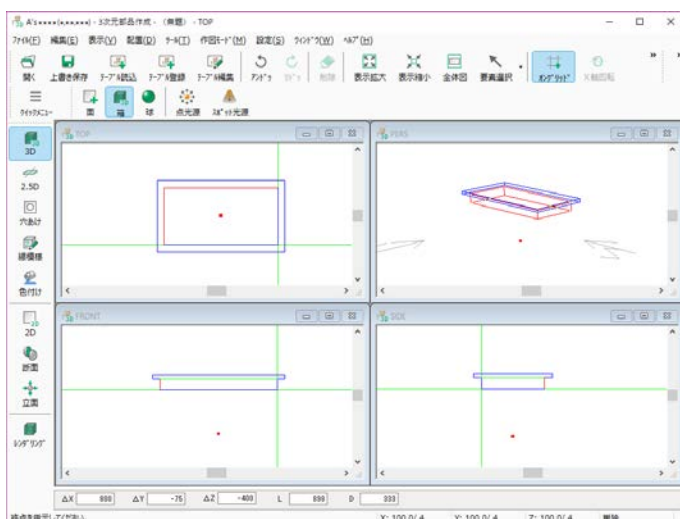 A's●●●●(●,●●,●●●) - 3次元部品作成 - （無題） - TOP
ﾌｧｲﾙ(F) 編集(E) 表示(V) 配置(D) ﾂｰﾙ(T) 作図ﾓｰﾄﾞ(M) 設定(S) ｳｨﾝﾄﾞｳ(W) ﾍﾙﾌﾟ(H)
開く 上書き保存 ﾃｰﾌﾞﾙ読込 ﾃｰﾌﾞﾙ登録 ﾃｰﾌﾞﾙ編集 ｱﾝﾄﾞｩ ﾘﾄﾞｩ 削除 表示拡大 表示縮小 全体図 要素選択 ｵﾝｸﾞﾘｯﾄﾞ X軸回転
ｸｲｯｸﾒﾆｭｰ 面 箱 球 点光源 ｽﾎﾟｯﾄ光源
3D
2.5D
穴あけ
線模様
色付け
2D
断面
立面
ﾚﾝﾀﾞﾘﾝｸﾞ
TOP
PERS
FRONT
SIDE
ΔX 890 ΔY -75 ΔZ -400 L 890 D 333
X: 100.0/ 4 Y: 100.0/ 4 Z: 100.0/ 4